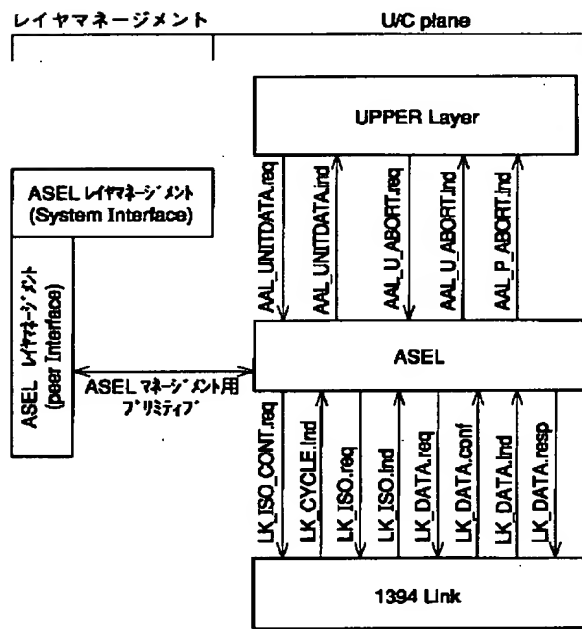 レイヤマネージメント
U/C plane
UPPER Layer
ASEL レイヤマネージメント
(System Interface)
AAL_UNITDATA.req
AAL_UNITDATA.ind
AAL_U_ABORT.req
AAL_U_ABORT.ind
AAL_P_ABORT.ind
ASEL レイヤマネージメント
(peer Interface)
ASEL
ASEL マネージメント用
プリミティブ
LK_ISO_CONT.req
LK_CYCLE.ind
LK_ISO.req
LK_ISO.ind
LK_DATA.req
LK_DATA.conf
LK_DATA.ind
LK_DATA.resp
1394 Link